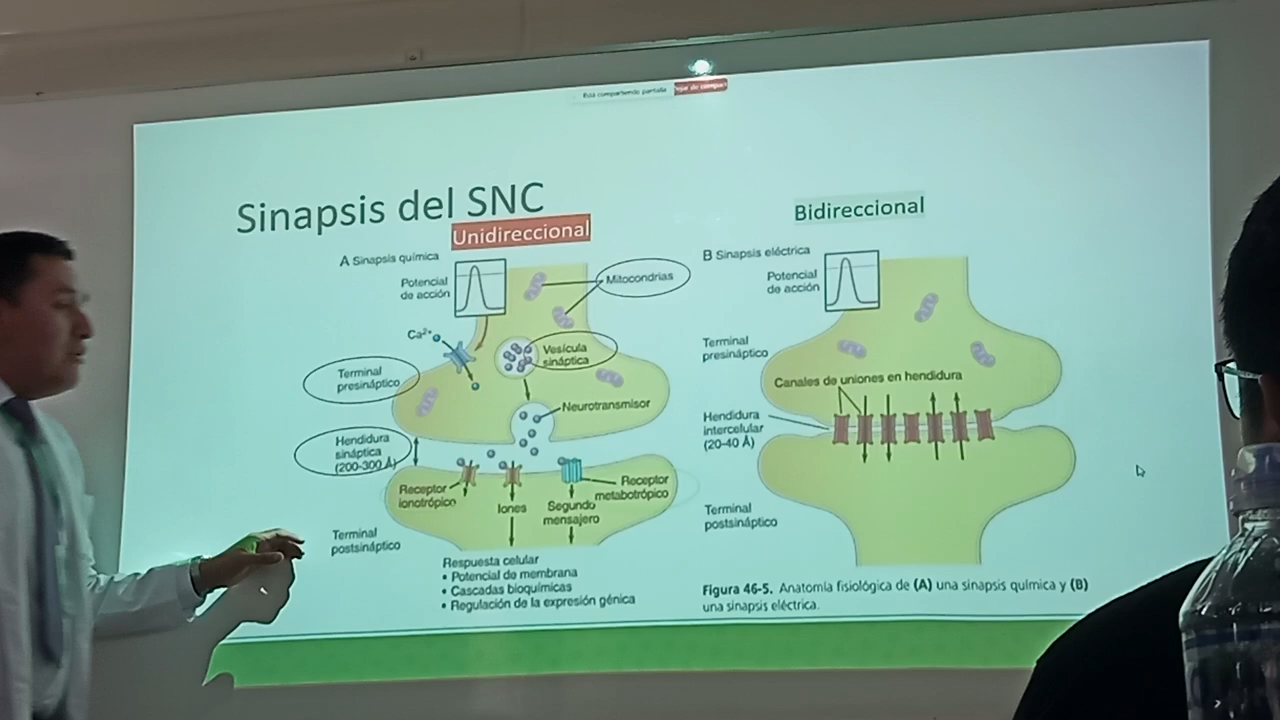 Está compartiendo pantalla
Sinapsis del SNC
Unidireccional
Bidireccional
A Sinapsis química
Potencial
de acción
Mitocondrias
Ca²⁺
Vesícula
sináptica
Terminal
presináptico
Neurotransmisor
Hendidura
sináptica
(200-300 Å)
Receptor
ionotrópico
Iones
Segundo
mensajero
Receptor
metabotrópico
Terminal
postsináptico
Respuesta celular
• Potencial de membrana
• Cascadas bioquímicas
• Regulación de la expresión génica
B Sinapsis eléctrica
Potencial
de acción
Terminal
presináptico
Canales de uniones en hendidura
Hendidura
intercelular
(20-40 Å)
Terminal
postsináptico
Figura 46-5. Anatomía fisiológica de (A) una sinapsis química y (B)
una sinapsis eléctrica.